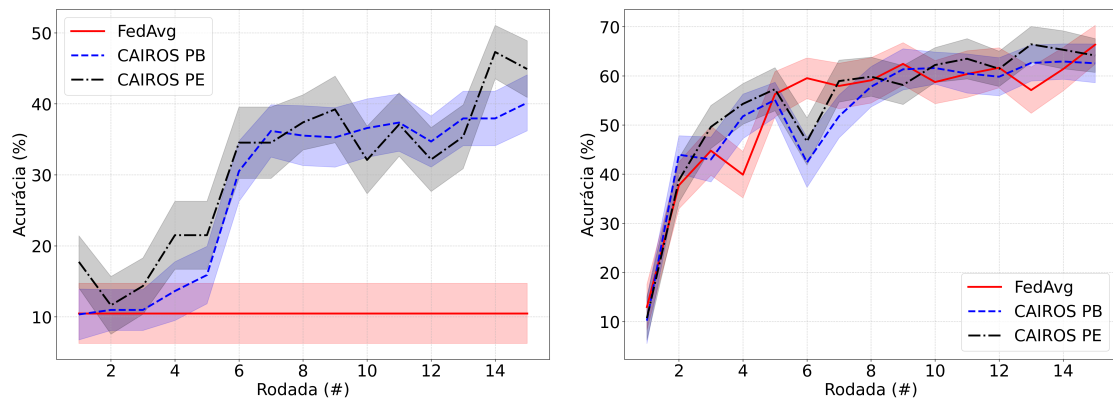 50
40
30
20
10
Acurácia (%)
FedAvg
CAIROS PB
CAIROS PE
2 4 6 8 10 12 14
Rodada (#)
70
60
50
40
30
20
10
Acurácia (%)
FedAvg
CAIROS PB
CAIROS PE
2 4 6 8 10 12 14
Rodada (#)